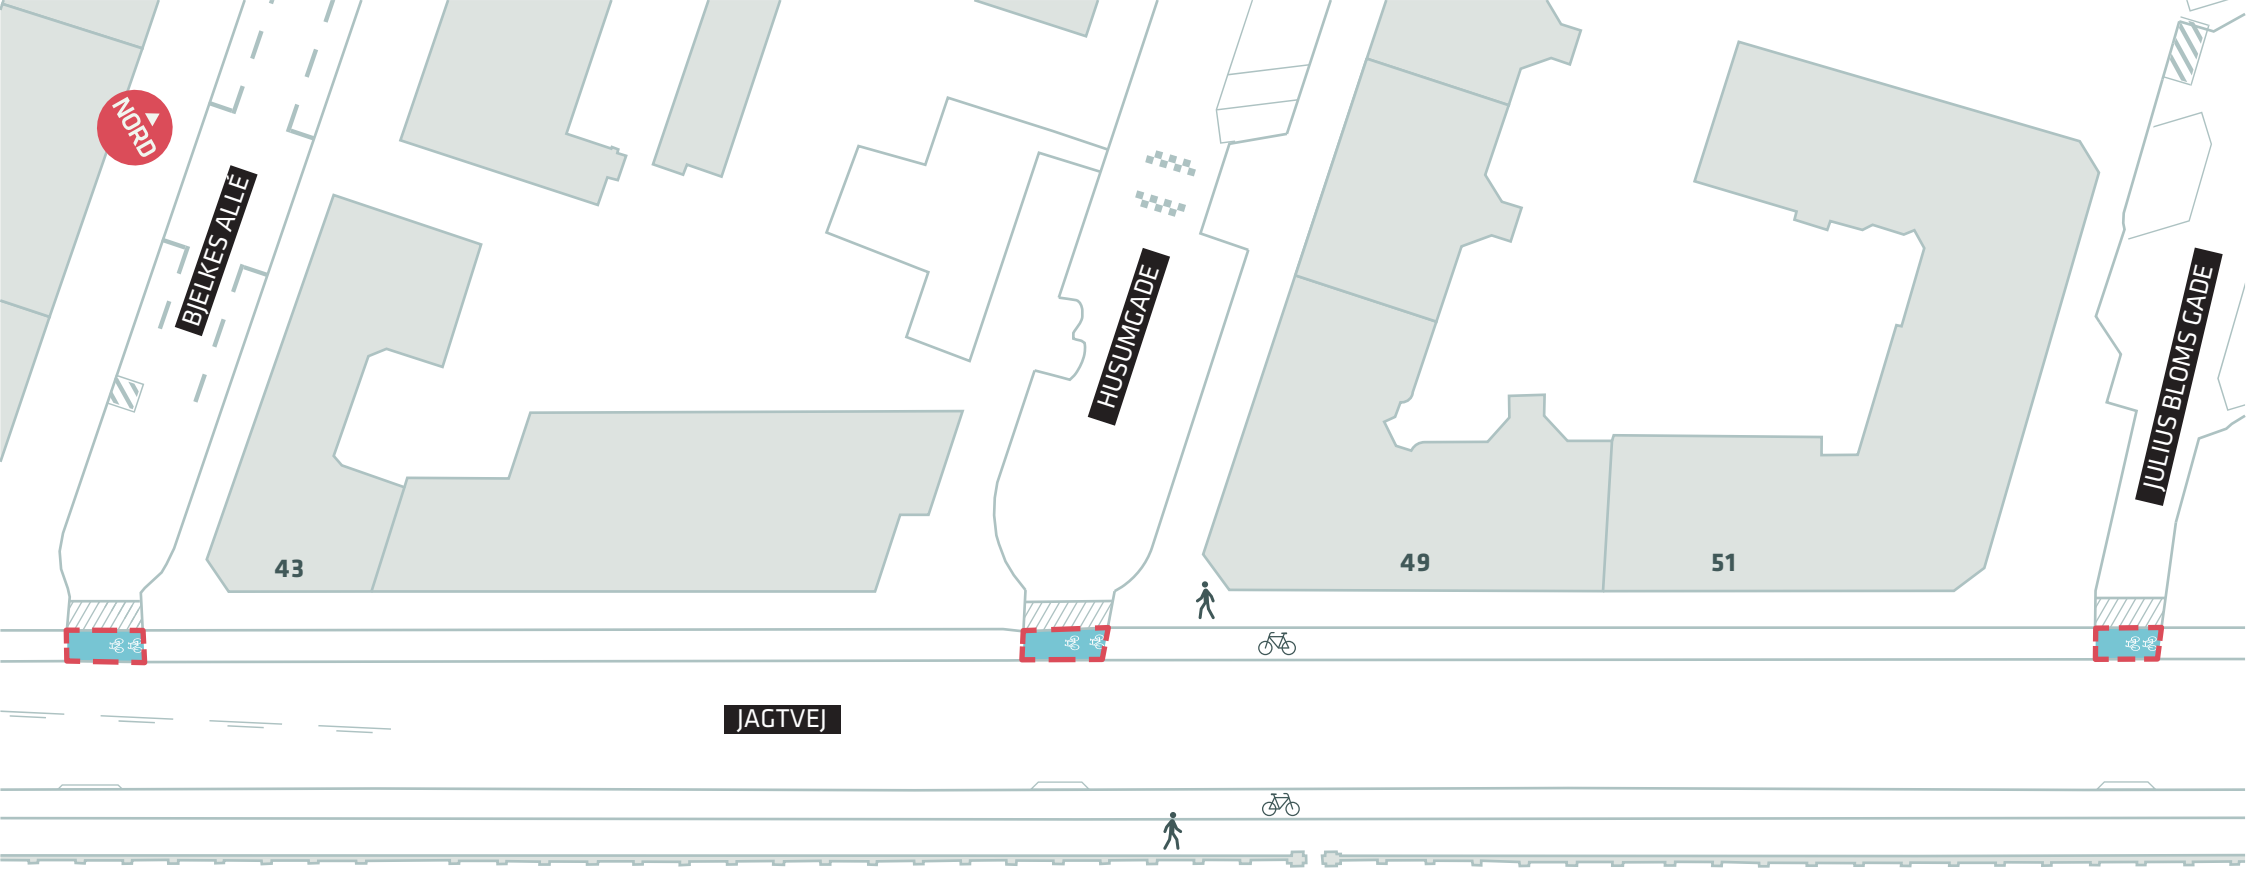 NORD
BJELKES ALLÉ
HUSUMGADE
JULIUS BLOMS GADE
43
49
51
JAGTVEJ